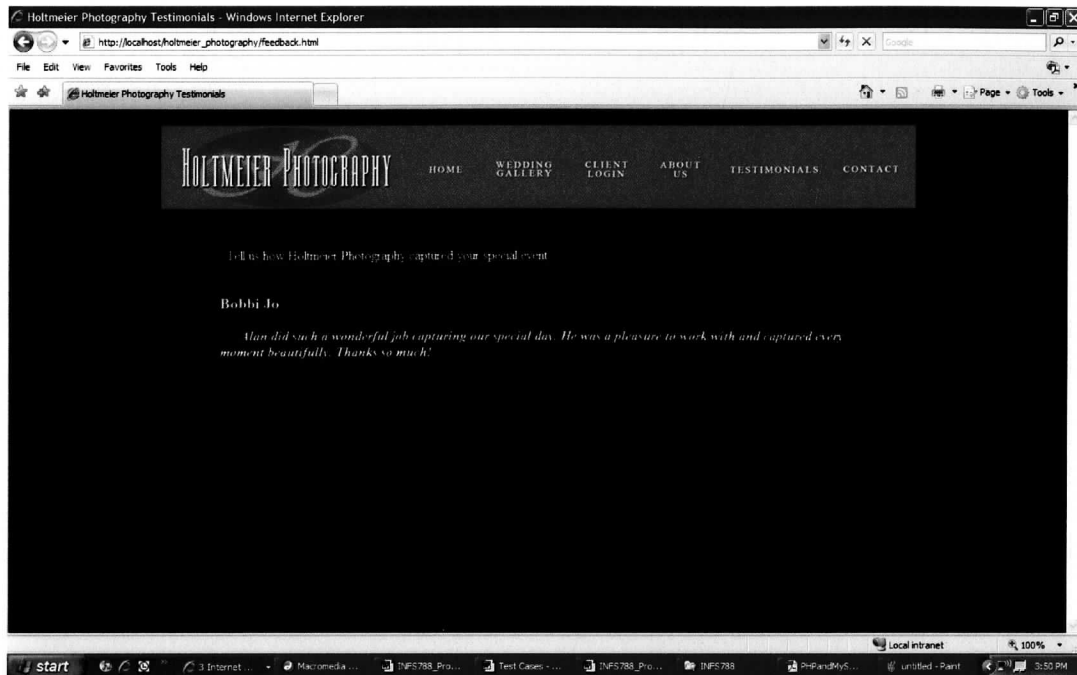 Holtmeier Photography Testimonials - Windows Internet Explorer
http://localhost/holtmeier_photography/feedback.html
Google
File Edit View Favorites Tools Help
Holtmeier Photography Testimonials
Page Tools
HOLTMEIER PHOTOGRAPHY
HOME
WEDDING
GALLERY
CLIENT
LOGIN
ABOUT
US
TESTIMONIALS
CONTACT
Tell us how Holtmeier Photography captured your special event
Bobbi Jo
Alan did such a wonderful job capturing our special day. He was a pleasure to work with and captured every
moment beautifully. Thanks so much!
Local intranet 100%
start 3 Internet ... Macromedia ... INFS788_Pro... Test Cases - ... INFS788_Pro... INFS788 PHPandMyS... untitled - Paint 3:50 PM